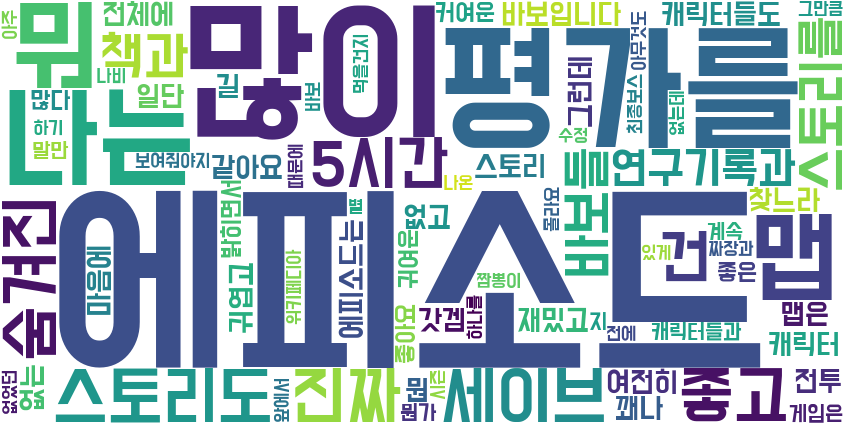 아주
뭐
전체에
책과
많이
커여운
바보입니다
캐릭터들도
그만큼
스토리를
나비
길
바보
먹을건지
평가를
그런데
최종보스
아무것도
없는데
많다
일단
하기
말만
나는
보여줘야지
같아요
때문에
5시간
나온
스토리
수정
바보들
연구기록과
찾느라
숨겨진
에피소드
마음에
밝히면서
귀엽고
위키페디아
에피소드는
별
귀여운
떴고
몰라요
건
있게
계속
짜장과
좋은
맵
짬뽕이
좋아요
갓겜
하나를
재밌고
지
전에
캐릭터들과
맵은
캐릭터
없었던
없는
스토리도
앞에서
진짜
뭔
뭔가
시즌
세이브
여전히
꽤나
좋고
전투
게임은